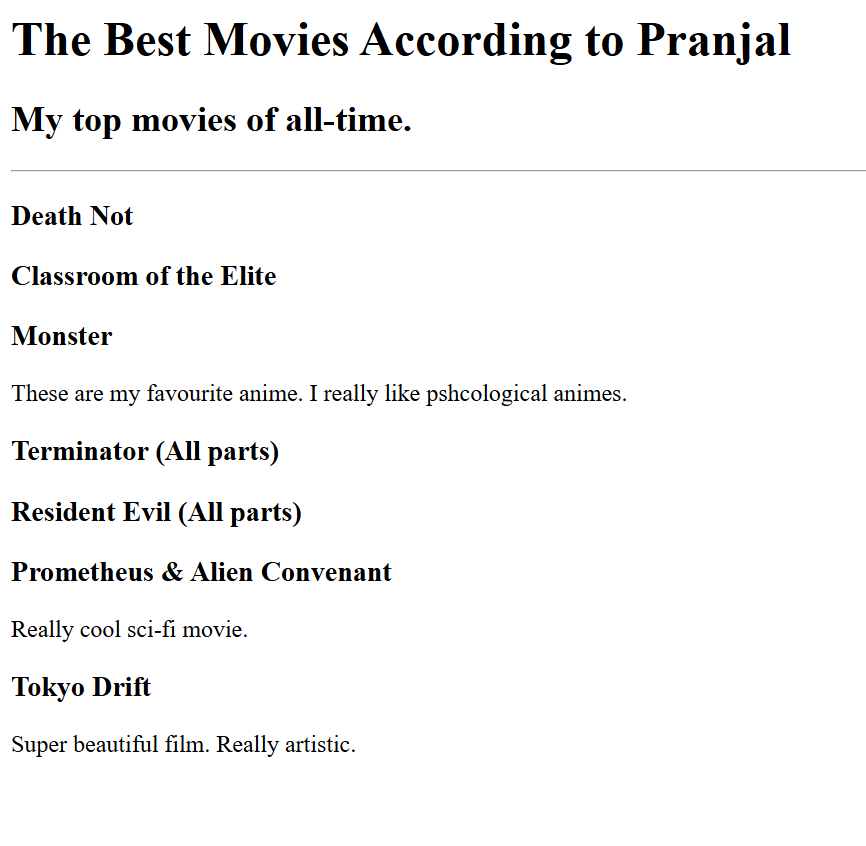 The Best Movies According to Pranjal
My top movies of all-time.
Death Not
Classroom of the Elite
Monster
These are my favourite anime. I really like pshcological animes.
Terminator (All parts)
Resident Evil (All parts)
Prometheus & Alien Convenant
Really cool sci-fi movie.
Tokyo Drift
Super beautiful film. Really artistic.